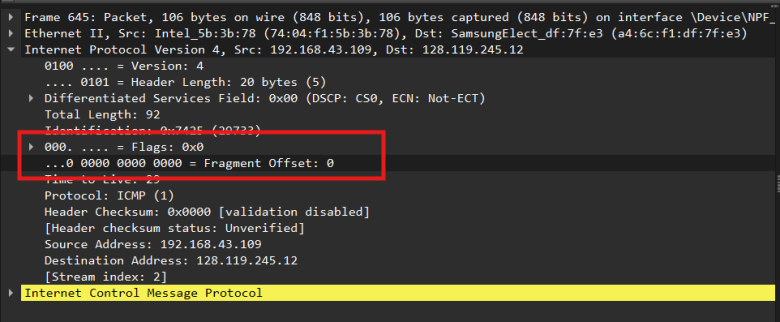 Frame 645: Packet, 106 bytes on wire (848 bits), 106 bytes captured (848 bits) on interface \Device\NPF_
Ethernet II, Src: Intel_5b:3b:78 (74:04:f1:5b:3b:78), Dst: SamsungElect_df:7f:e3 (a4:6c:f1:df:7f:e3)
Internet Protocol Version 4, Src: 192.168.43.109, Dst: 128.119.245.12
0100 .... = Version: 4
.... 0101 = Header Length: 20 bytes (5)
Differentiated Services Field: 0x00 (DSCP: CS0, ECN: Not-ECT)
Total Length: 92
Identification: 0x7425 (29733)
000. .... = Flags: 0x0
...0 0000 0000 0000 = Fragment Offset: 0
Time to Live: 29
Protocol: ICMP (1)
Header Checksum: 0x0000 [validation disabled]
[Header checksum status: Unverified]
Source Address: 192.168.43.109
Destination Address: 128.119.245.12
[Stream index: 2]
Internet Control Message Protocol